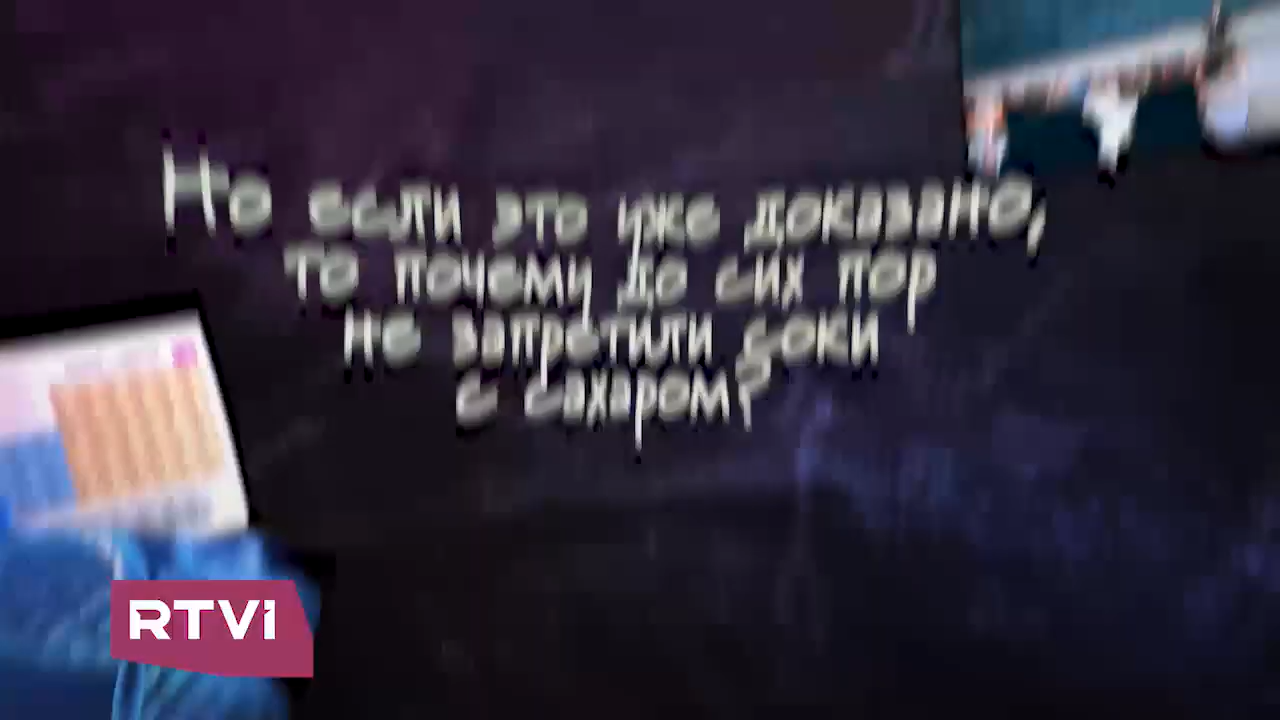 Но если это уже доказано,
то почему до сих пор
не запретили соки
с сахаром?
RTVi